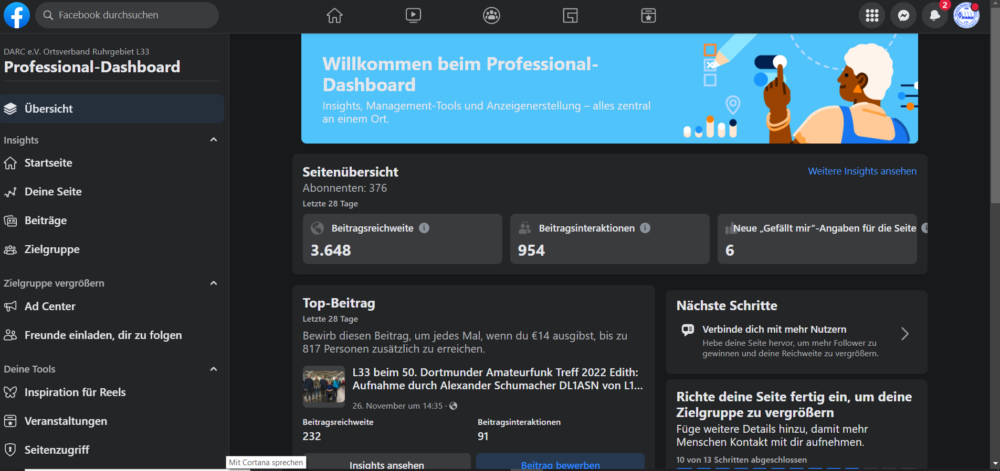 Facebook durchsuchen
2
DARC e.V. Ortsverband Ruhrgebiet L33
Professional-Dashboard
Übersicht
Insights
Startseite
Deine Seite
Beiträge
Zielgruppe
Zielgruppe vergrößern
Ad Center
Freunde einladen, dir zu folgen
Deine Tools
Inspiration für Reels
Veranstaltungen
Seitenzugriff
Willkommen beim Professional-
Dashboard
Insights, Management-Tools und Anzeigenerstellung – alles zentral
an einem Ort.
Seitenübersicht
Weitere Insights ansehen
Abonnenten: 376
Letzte 28 Tage
Beitragsreichweite
3.648
Beitragsinteraktionen
954
Neue „Gefällt mir“-Angaben für die Seite
6
Top-Beitrag
Letzte 28 Tage
Bewirb diesen Beitrag, um jedes Mal, wenn du €14 ausgibst, bis zu
817 Personen zusätzlich zu erreichen.
L33 beim 50. Dortmunder Amateurfunk Treff 2022 Edith:
Aufnahme durch Alexander Schumacher DL1ASN von L1...
26. November um 14:35 ·
Beitragsreichweite
232
Beitragsinteraktionen
91
Insights ansehen
Beitrag bewerben
Nächste Schritte
Verbinde dich mit mehr Nutzern
Hebe deine Seite hervor, um mehr Follower zu
gewinnen und deine Reichweite zu vergrößern.
Richte deine Seite fertig ein, um deine
Zielgruppe zu vergrößern
Füge weitere Details hinzu, damit mehr
Menschen Kontakt mit dir aufnehmen.
10 von 13 Schritten abgeschlossen
Mit Cortana sprechen